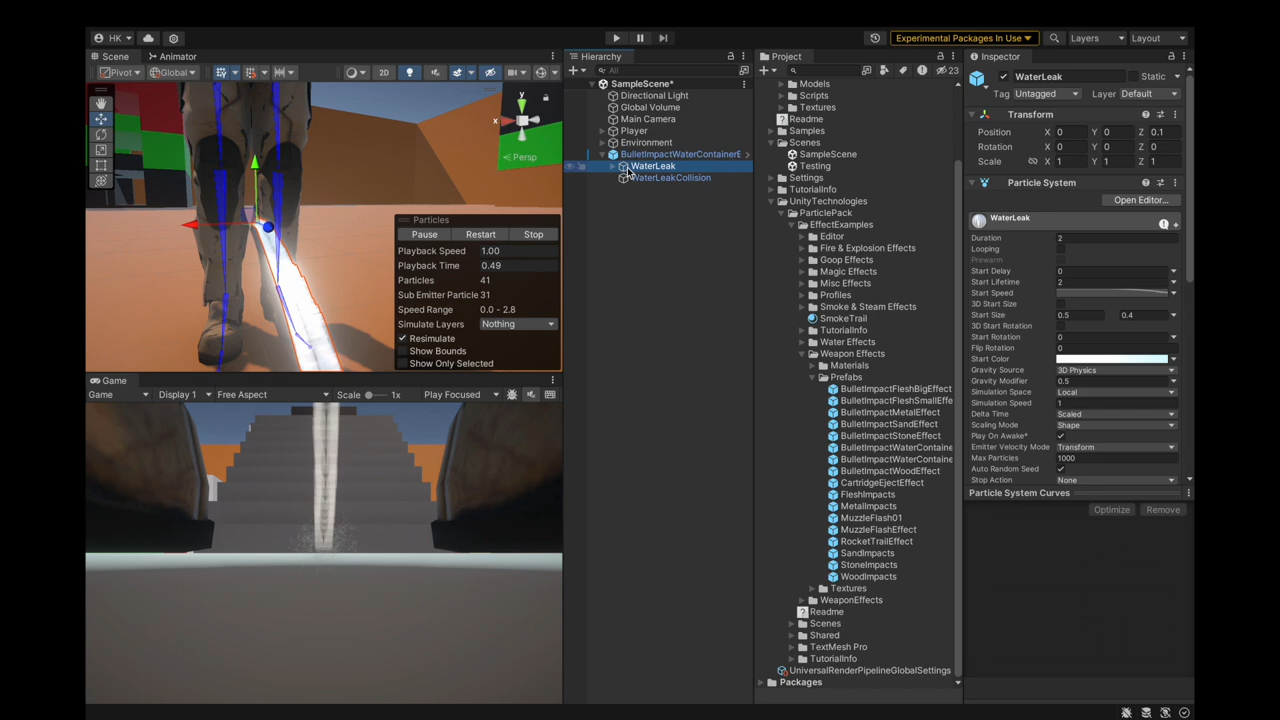 HK
Experimental Packages In Use
Layers
Layout
Scene
Animator
Hierarchy
Project
Inspector
Pivot
Global
2D
All
23
WaterLeak
Static
Tag Untagged
Layer Default
SampleScene*
Directional Light
Global Volume
Main Camera
Player
Environment
BulletImpactWaterContainerE
WaterLeak
WaterLeakCollision
y
x
Persp
Particles
Pause
Restart
Stop
Playback Speed 1.00
Playback Time 0.49
Particles 41
Sub Emitter Particle 31
Speed Range 0.0 - 2.8
Simulate Layers Nothing
Resimulate
Show Bounds
Show Only Selected
Game
Game
Display 1
Free Aspect
Scale 1x
Play Focused
Models
Scripts
Textures
Readme
Samples
Scenes
SampleScene
Testing
Settings
TutorialInfo
UnityTechnologies
ParticlePack
EffectExamples
Editor
Fire & Explosion Effects
Goop Effects
Magic Effects
Misc Effects
Profiles
Smoke & Steam Effects
SmokeTrail
TutorialInfo
Water Effects
Weapon Effects
Materials
Prefabs
BulletImpactFleshBigEffect
BulletImpactFleshSmallEffe
BulletImpactMetalEffect
BulletImpactSandEffect
BulletImpactStoneEffect
BulletImpactWaterContaine
BulletImpactWaterContaine
BulletImpactWoodEffect
CartridgeEjectEffect
FleshImpacts
MetalImpacts
MuzzleFlash01
MuzzleFlashEffect
RocketTrailEffect
SandImpacts
StoneImpacts
WoodImpacts
Textures
WeaponEffects
Readme
Scenes
Shared
TextMesh Pro
TutorialInfo
UniversalRenderPipelineGlobalSettings
Packages
Transform
Position X 0 Y 0 Z 0.1
Rotation X 0 Y 0 Z 0
Scale X 1 Y 1 Z 1
Particle System
Open Editor...
WaterLeak
Duration 2
Looping
Prewarm
Start Delay 0
Start Lifetime 2
Start Speed
3D Start Size
Start Size 0.5 0.4
3D Start Rotation
Start Rotation 0
Flip Rotation 0
Start Color
Gravity Source 3D Physics
Gravity Modifier 0.5
Simulation Space Local
Simulation Speed 1
Delta Time Scaled
Scaling Mode Shape
Play On Awake*
Emitter Velocity Mode Transform
Max Particles 1000
Auto Random Seed
Stop Action None
Particle System Curves
Optimize
Remove